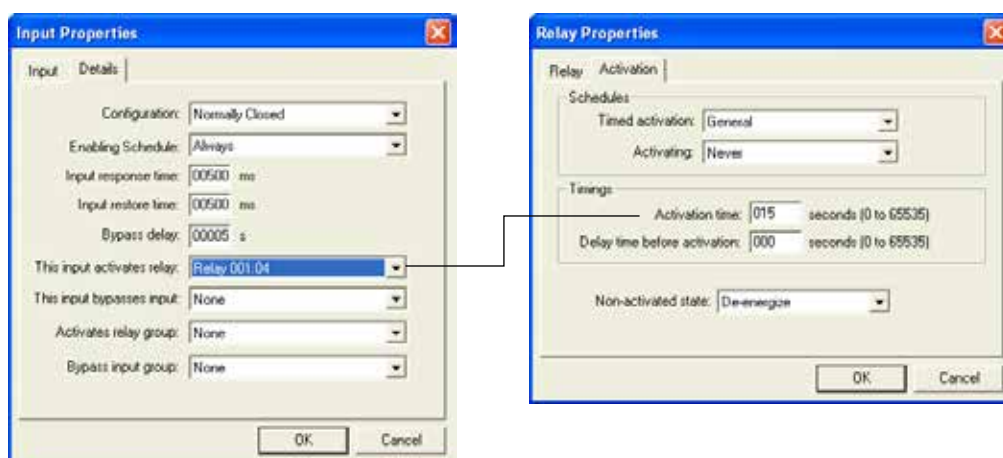 Input Properties
Input Details
Configuration: Normally Closed
Enabling Schedule: Always
Input response time: 00500 ms
Input restore time: 00500 ms
Bypass delay: 00005 s
This input activates relay: Relay 001:04
This input bypasses input: None
Activates relay group: None
Bypass input group: None
OK Cancel
Relay Properties
Relay Activation
Schedules
Timed activation: General
Activating: Never
Timings
Activation time: 015 seconds (0 to 65535)
Delay time before activation: 000 seconds (0 to 65535)
Non-activated state: De-energize
OK Cancel